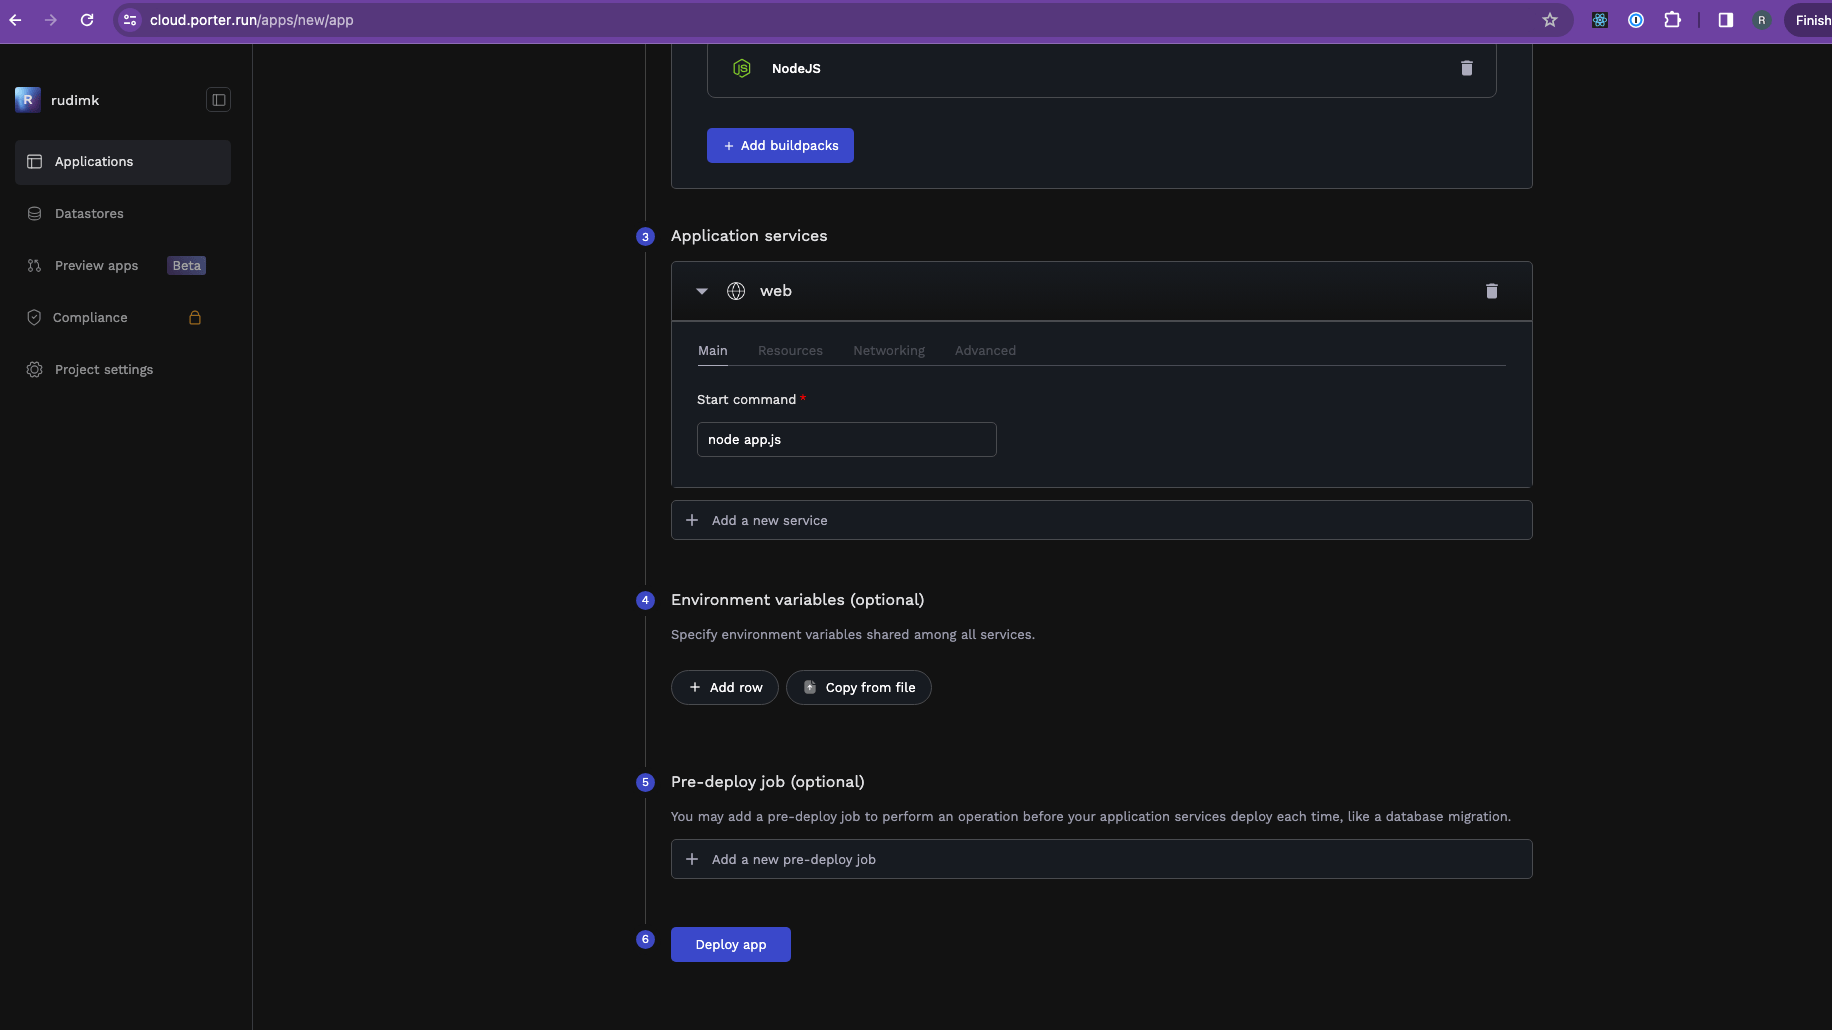 cloud.porter.run/apps/new/app
R
Finish
R
rudimk
Applications
Datastores
Preview apps
Beta
Compliance
Project settings
JS
NodeJS
+ Add buildpacks
3
Application services
web
Main
Resources
Networking
Advanced
Start command *
node app.js
+ Add a new service
4
Environment variables (optional)
Specify environment variables shared among all services.
+ Add row
Copy from file
5
Pre-deploy job (optional)
You may add a pre-deploy job to perform an operation before your application services deploy each time, like a database migration.
+ Add a new pre-deploy job
6
Deploy app